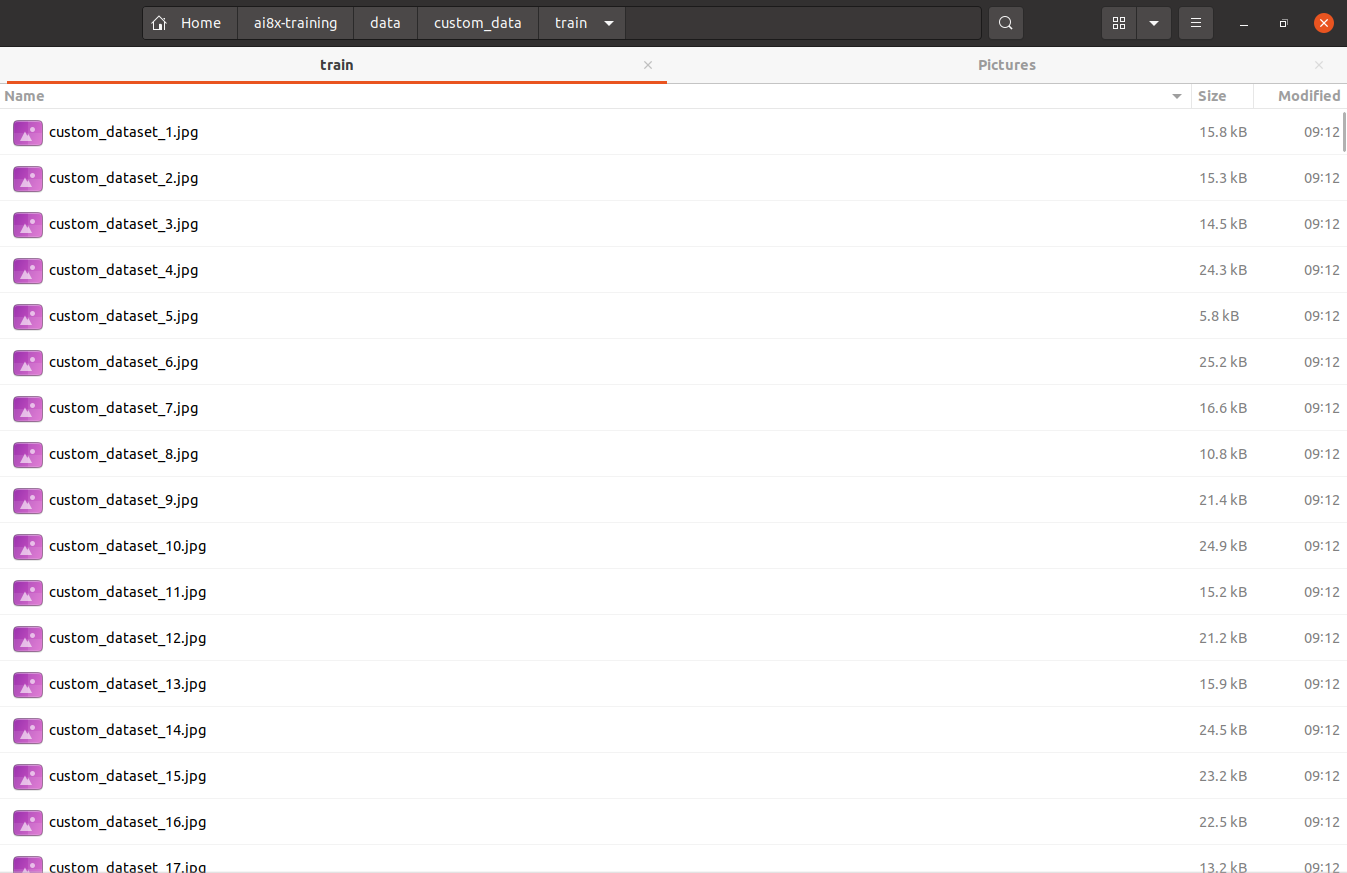 Home ai8x-training data custom_data train
train Pictures
Name Size Modified
custom_dataset_1.jpg 15.8 kB 09:12
custom_dataset_2.jpg 15.3 kB 09:12
custom_dataset_3.jpg 14.5 kB 09:12
custom_dataset_4.jpg 24.3 kB 09:12
custom_dataset_5.jpg 5.8 kB 09:12
custom_dataset_6.jpg 25.2 kB 09:12
custom_dataset_7.jpg 16.6 kB 09:12
custom_dataset_8.jpg 10.8 kB 09:12
custom_dataset_9.jpg 21.4 kB 09:12
custom_dataset_10.jpg 24.9 kB 09:12
custom_dataset_11.jpg 15.2 kB 09:12
custom_dataset_12.jpg 21.2 kB 09:12
custom_dataset_13.jpg 15.9 kB 09:12
custom_dataset_14.jpg 24.5 kB 09:12
custom_dataset_15.jpg 23.2 kB 09:12
custom_dataset_16.jpg 22.5 kB 09:12
custom_dataset_17.jpg 13.2 kB 09:12